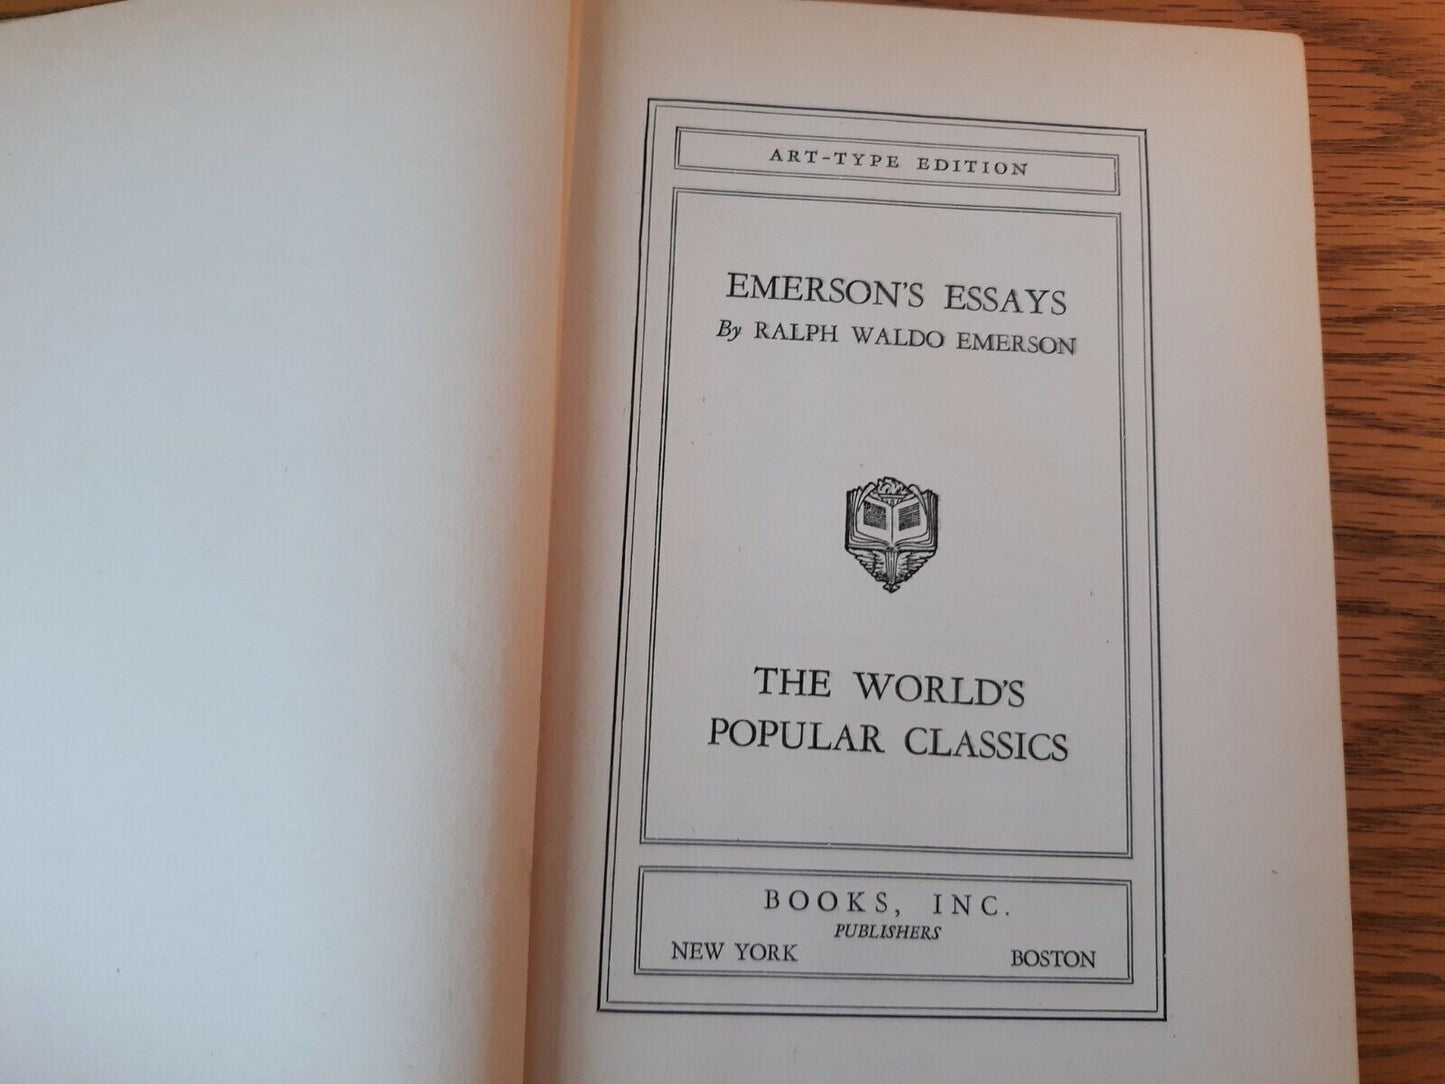 ART-TYPE EDITION
EMERSON'S ESSAYS
By RALPH WALDO EMERSON
THE WORLD'S
POPULAR CLASSICS
BOOKS, INC.
PUBLISHERS
NEW YORK BOSTON